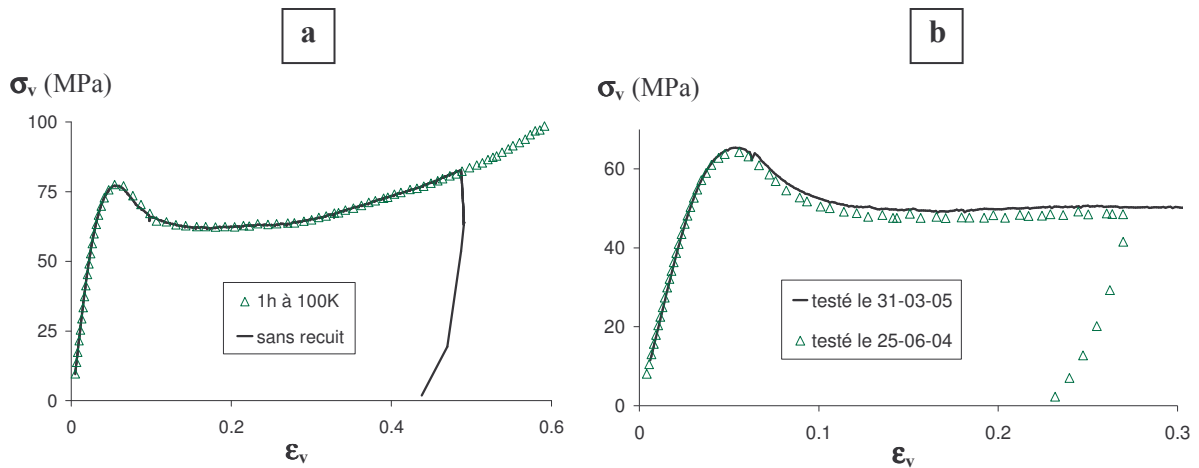 a
σv (MPa)
100
75
50
25
0
0
0.2
0.4
0.6
εv
1h à 100K
sans recuit
b
σv (MPa)
60
40
20
0
0
0.1
0.2
0.3
εv
testé le 31-03-05
testé le 25-06-04